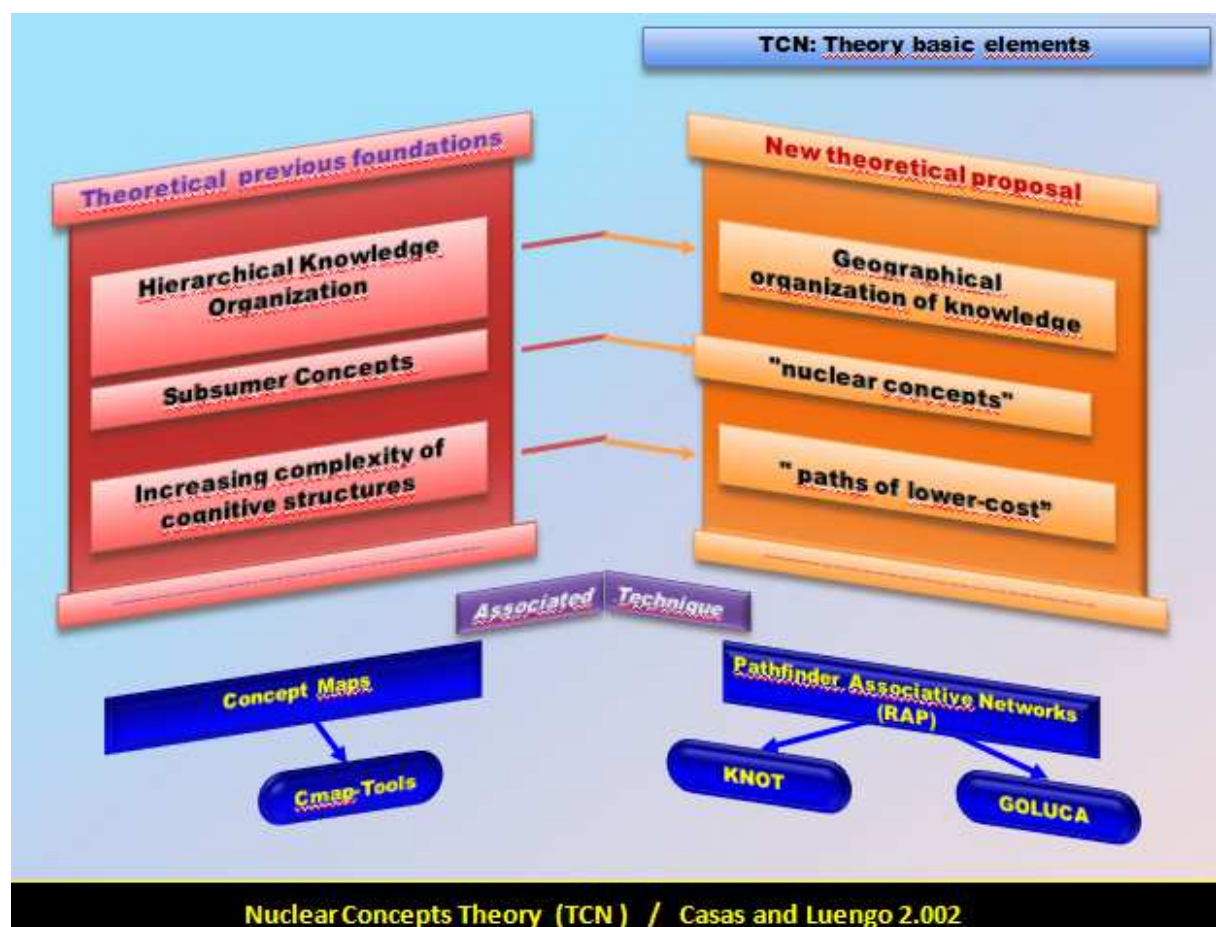 TCN: Theory basic elements
Theoretical previous foundations
Hierarchical Knowledge
Organization
Subsumer Concepts
Increasing complexity of
cognitive structures
New theoretical proposal
Geographical
organization of knowledge
"nuclear concepts"
" paths of lower-cost”
Associated Technique
Concept Maps
Cmap-Tools
Pathfinder Associative Networks
(RAP)
KNOT
GOLUCA
Nuclear Concepts Theory (TCN ) / Casas and Luengo 2.002